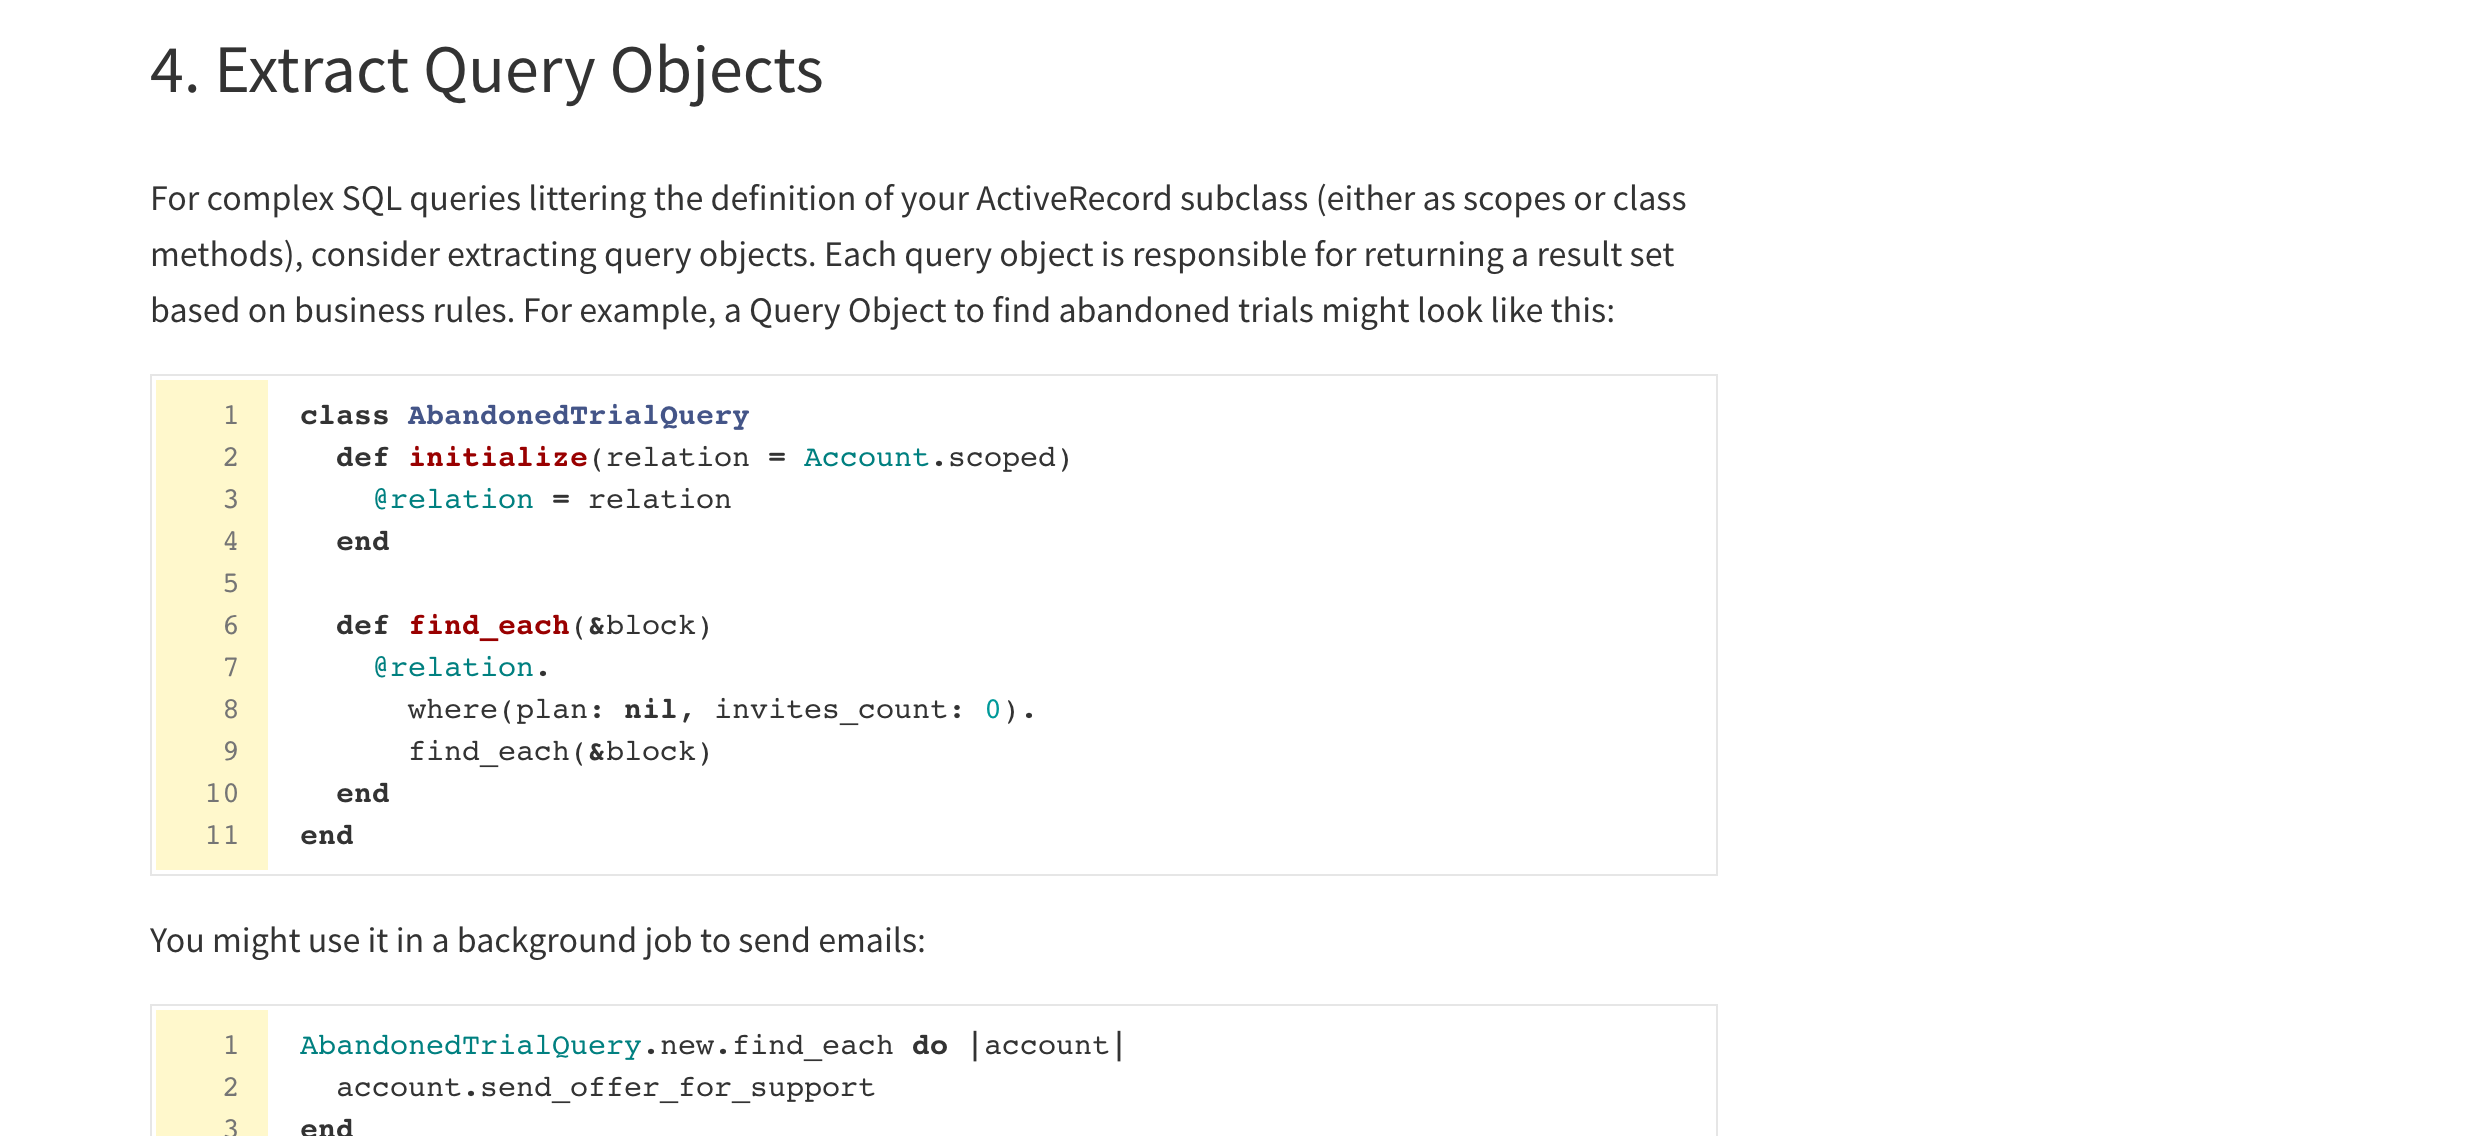 4. Extract Query Objects
For complex SQL queries littering the definition of your ActiveRecord subclass (either as scopes or class
methods), consider extracting query objects. Each query object is responsible for returning a result set
based on business rules. For example, a Query Object to find abandoned trials might look like this:
1 class AbandonedTrialQuery
2   def initialize(relation = Account.scoped)
3     @relation = relation
4   end
5
6   def find_each(&block)
7     @relation.
8       where(plan: nil, invites_count: 0).
9       find_each(&block)
10   end
11 end
You might use it in a background job to send emails:
1 AbandonedTrialQuery.new.find_each do |account|
2   account.send_offer_for_support
3 end